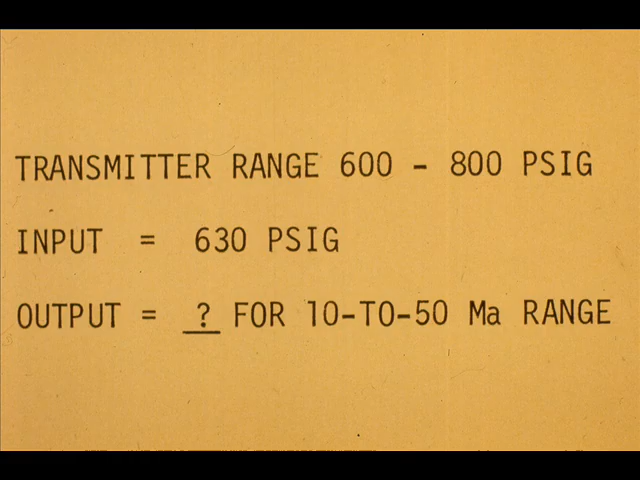 TRANSMITTER RANGE 600 - 800 PSIG
INPUT = 630 PSIG
OUTPUT = ? FOR 10-TO-50 Ma RANGE